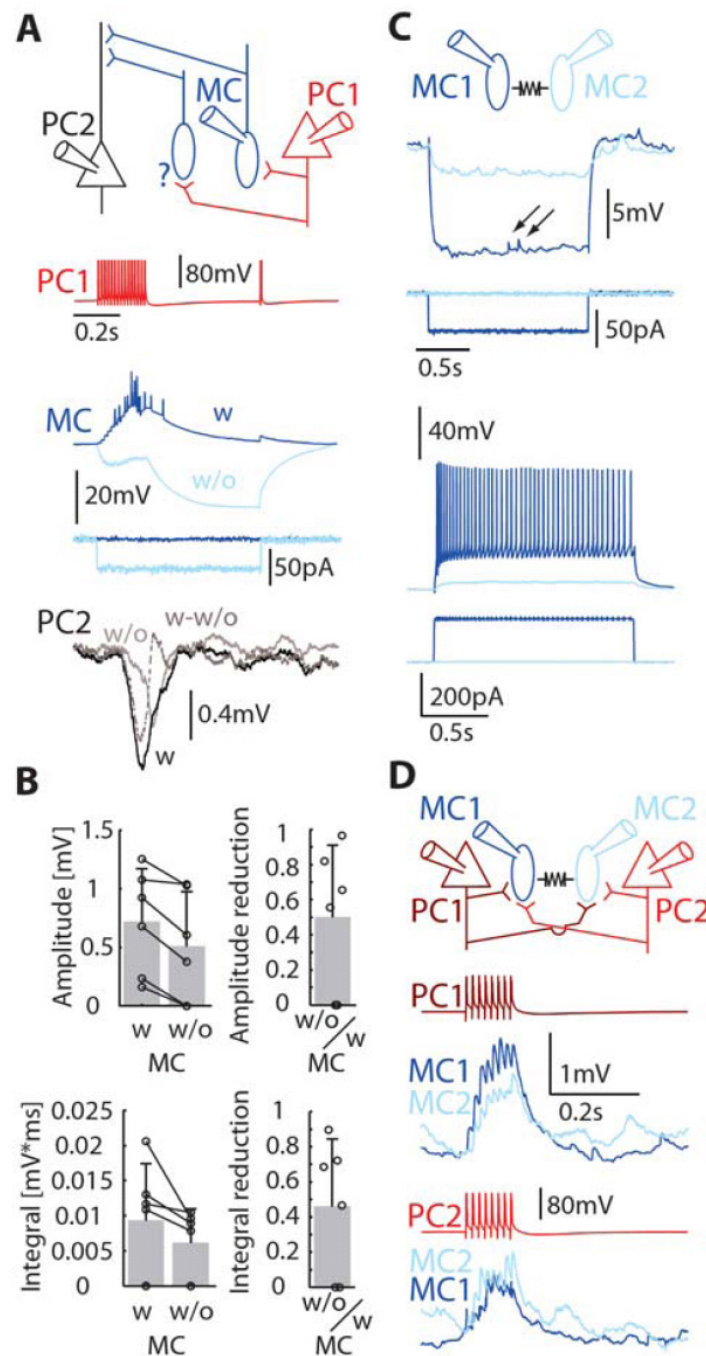 A
PC2
MC
PC1
?
PC1
80mV
0.2s
MC
w
w/o
20mV
50pA
PC2
w/o
w-w/o
0.4mV
w
B
Amplitude [mV]
1.5
1
0.5
0
w
w/o
MC
Amplitude reduction
1
0.8
0.6
0.4
0.2
0
w/o
/w
MC
Integral [mV*ms]
0.025
0.02
0.015
0.01
0.005
0
w
w/o
MC
Integral reduction
1
0.8
0.6
0.4
0.2
0
w/o
/w
MC
C
MC1
MC2
5mV
50pA
0.5s
40mV
200pA
0.5s
D
MC1
MC2
PC1
PC2
PC1
MC1
MC2
1mV
0.2s
PC2
80mV
MC2
MC1